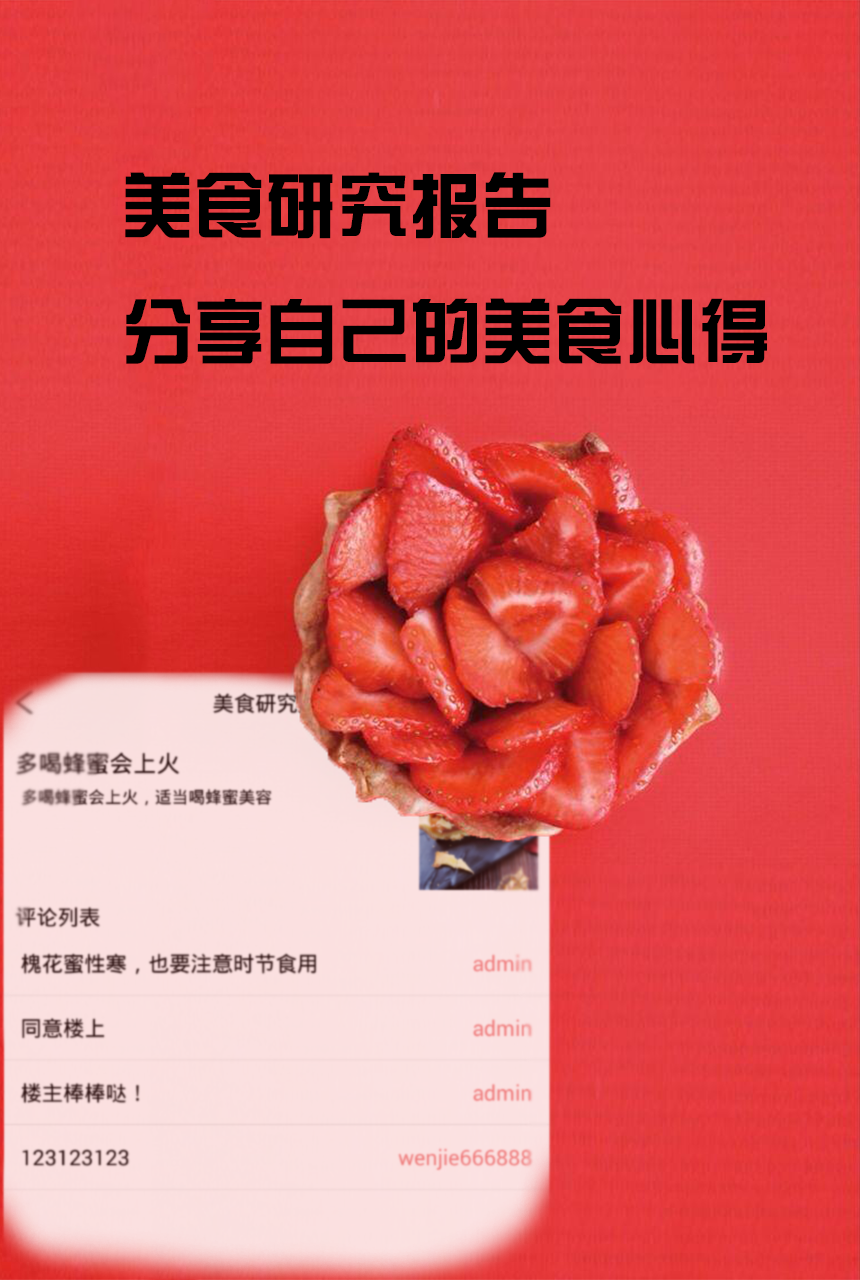 美食研究报告
分享自己的美食心得
美食研究
多喝蜂蜜会上火
多喝蜂蜜会上火，适当喝蜂蜜美容
评论列表
槐花蜜性寒，也要注意时节食用 admin
同意楼上 admin
楼主棒棒哒！ admin
123123123 wenjie666888